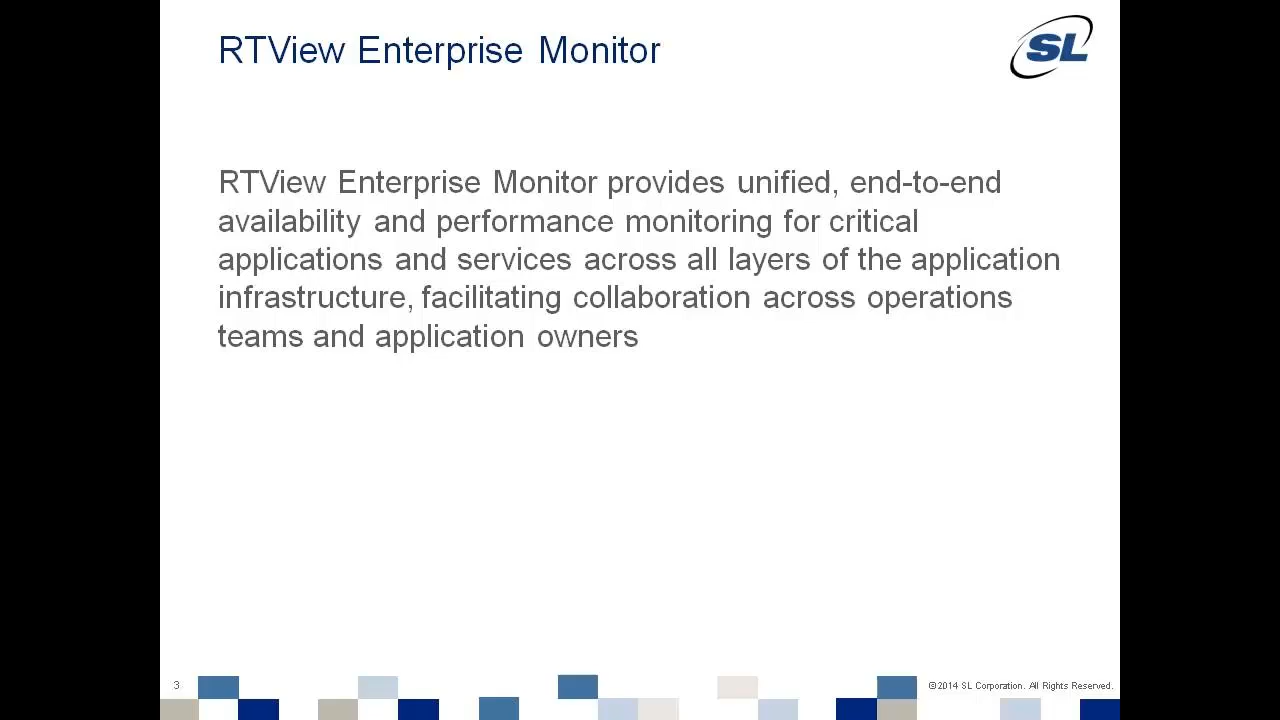 RTView Enterprise Monitor
SL
RTView Enterprise Monitor provides unified, end-to-end
availability and performance monitoring for critical
applications and services across all layers of the application
infrastructure, facilitating collaboration across operations
teams and application owners
3
©2014 SL Corporation. All Rights Reserved.